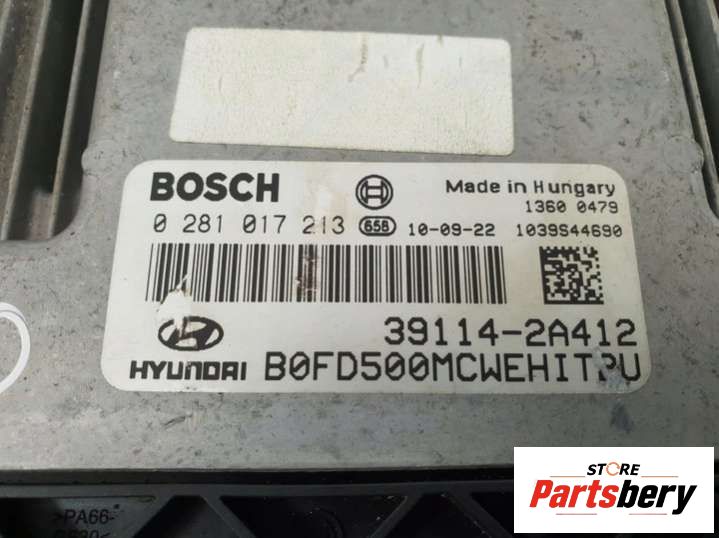 BOSCH
Made in Hungary
1360 0479
0 281 017 213 658 10-09-22 1039S44690
39114-2A412
HYUNDAI B0FD500MCWEHITPU
STORE
Partsbery
>PA66-